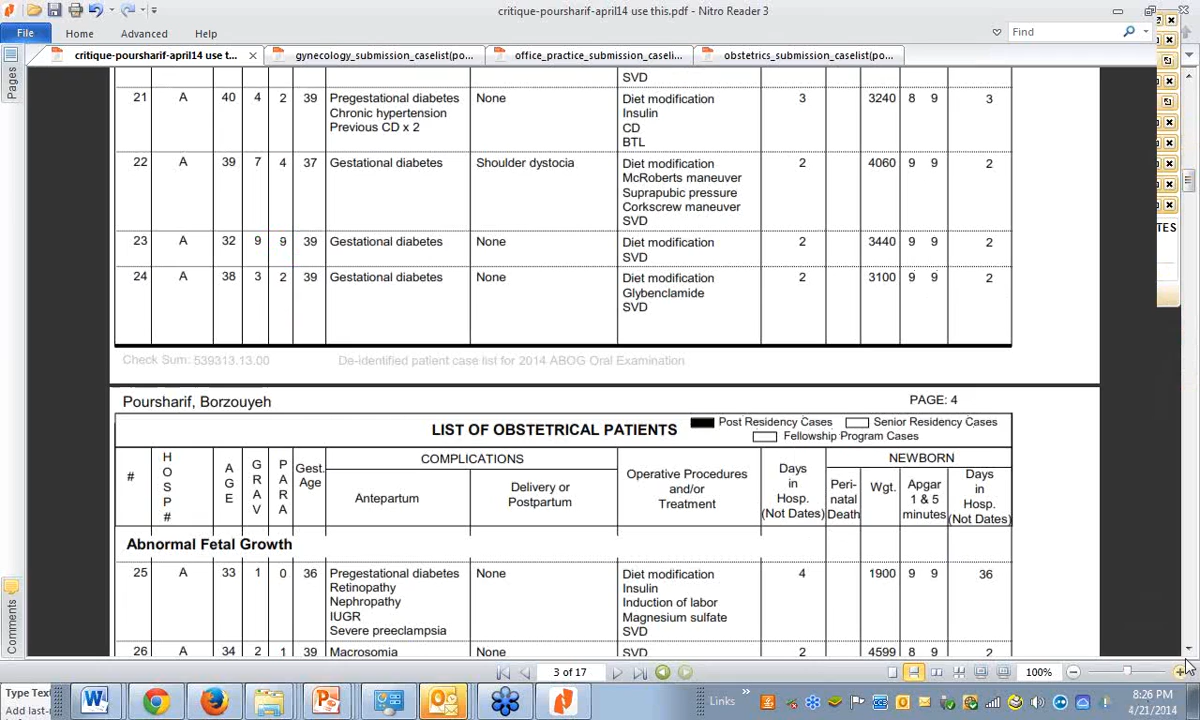 critique-poursharif-april14 use this.pdf - Nitro Reader 3
File Home Advanced Help Find
critique-poursharif-april14 use t... gynecology_submission_caselist(po... office_practice_submission_caseli... obstetrics_submission_caselist(po...
Pages
SVD
21 A 40 4 2 39 Pregestational diabetes None Diet modification 3 3240 8 9 3
Chronic hypertension Insulin
Previous CD x 2 CD
BTL
22 A 39 7 4 37 Gestational diabetes Shoulder dystocia Diet modification 2 4060 9 9 2
McRoberts maneuver
Suprapubic pressure
Corkscrew maneuver
SVD
TES
23 A 32 9 9 39 Gestational diabetes None Diet modification 2 3440 9 9 2
SVD
24 A 38 3 2 39 Gestational diabetes None Diet modification 2 3100 9 9 2
Glybenclamide
SVD
Check Sum: 539313.13.00 De-identified patient case list for 2014 ABOG Oral Examination
Poursharif, Borzouyeh PAGE: 4
LIST OF OBSTETRICAL PATIENTS
Post Residency Cases Senior Residency Cases
Fellowship Program Cases
# HOSP# AGE GRAV PARA Gest. Age
COMPLICATIONS
Antepartum
Delivery or Postpartum
Operative Procedures and/or Treatment
Days in Hosp. (Not Dates)
NEWBORN
Peri-natal Death
Wgt.
Apgar 1 & 5 minutes
Days in Hosp. (Not Dates)
Abnormal Fetal Growth
25 A 33 1 0 36 Pregestational diabetes None Diet modification 4 1900 9 9 36
Retinopathy Insulin
Nephropathy Induction of labor
IUGR Magnesium sulfate
Severe preeclampsia SVD
26 A 34 2 1 39 Macrosomia None SVD 2 4599 8 9 2
Comments
3 of 17 100%
Type Text
Add last-
Links
8:26 PM
4/21/2014